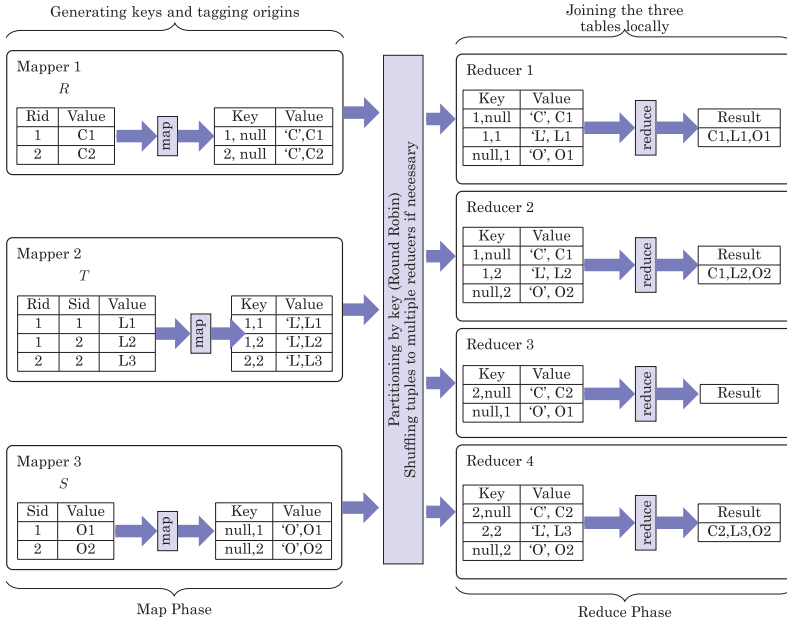 Generating keys and tagging origins
Mapper 1
R
Rid Value
1 C1
2 C2
map
Key Value
1, null ‘C’,C1
2, null ‘C’,C2
Mapper 2
T
Rid Sid Value
1 1 L1
1 2 L2
2 2 L3
map
Key Value
1,1 ‘L’,L1
1,2 ‘L’,L2
2,2 ‘L’,L3
Mapper 3
S
Sid Value
1 O1
2 O2
map
Key Value
null,1 ‘O’,O1
null,2 ‘O’,O2
Map Phase
Partitioning by key (Round Robin)
Shuffling tuples to multiple reducers if necessary
Joining the three
tables locally
Reducer 1
Key Value
1,null ‘C’, C1
1,1 ‘L’, L1
null,1 ‘O’, O1
reduce
Result
C1,L1,O1
Reducer 2
Key Value
1,null ‘C’, C1
1,2 ‘L’, L2
null,2 ‘O’, O2
reduce
Result
C1,L2,O2
Reducer 3
Key Value
2,null ‘C’, C2
null,1 ‘O’, O1
reduce
Result
Reducer 4
Key Value
2,null ‘C’, C2
2,2 ‘L’, L3
null,2 ‘O’, O2
reduce
Result
C2,L3,O2
Reduce Phase